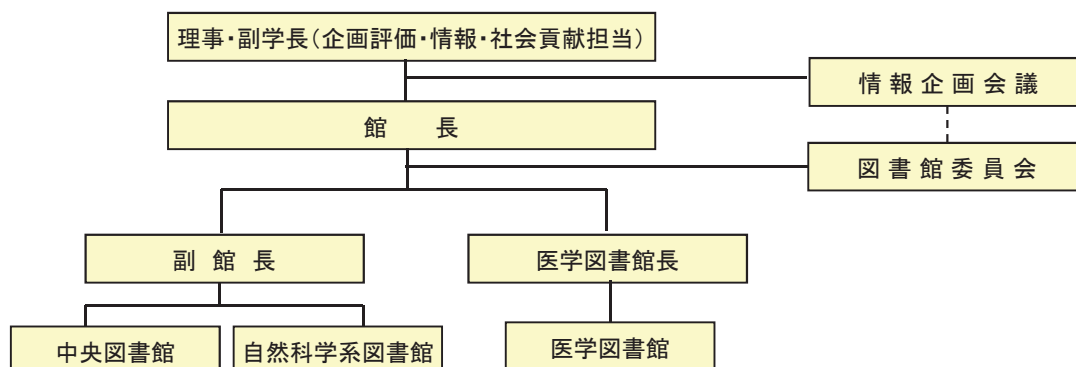 理事・副学長(企画評価・情報・社会貢献担当)
情報企画会議
館　長
図書館委員会
副館長
医学図書館長
中央図書館
自然科学系図書館
医学図書館